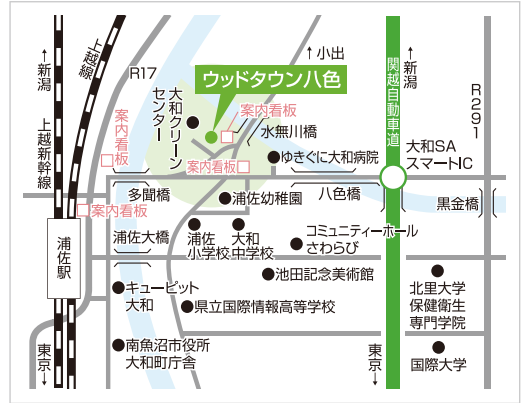 上越線
←新潟
上越新幹線
R17
大和クリーン
センター
ウッドタウン八色
案内看板
↑小出
水無川橋
案内看板
案内看板
ゆきぐに大和病院
関越自動車道
↑新潟
R291
大和SA
スマートIC
多聞橋
八色橋
黒金橋
案内看板
浦佐幼稚園
浦佐大橋
浦佐
小学校
大和
中学校
コミュニティーホール
さわらび
浦佐駅
池田記念美術館
キューピット
大和
県立国際情報高等学校
北里大学
保健衛生
専門学院
南魚沼市役所
大和町庁舎
国際大学
東京→
東京→